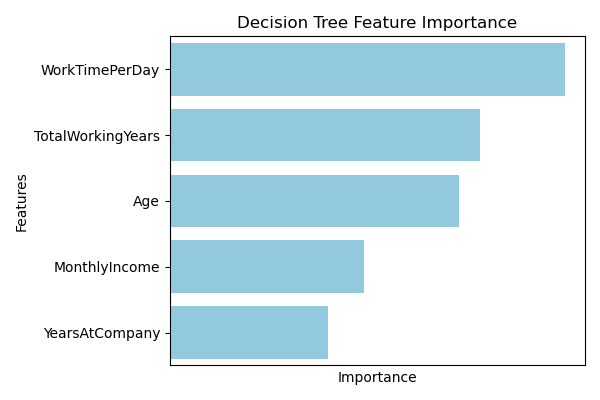 Decision Tree Feature Importance
WorkTimePerDay
TotalWorkingYears
Age
MonthlyIncome
YearsAtCompany
Features
Importance